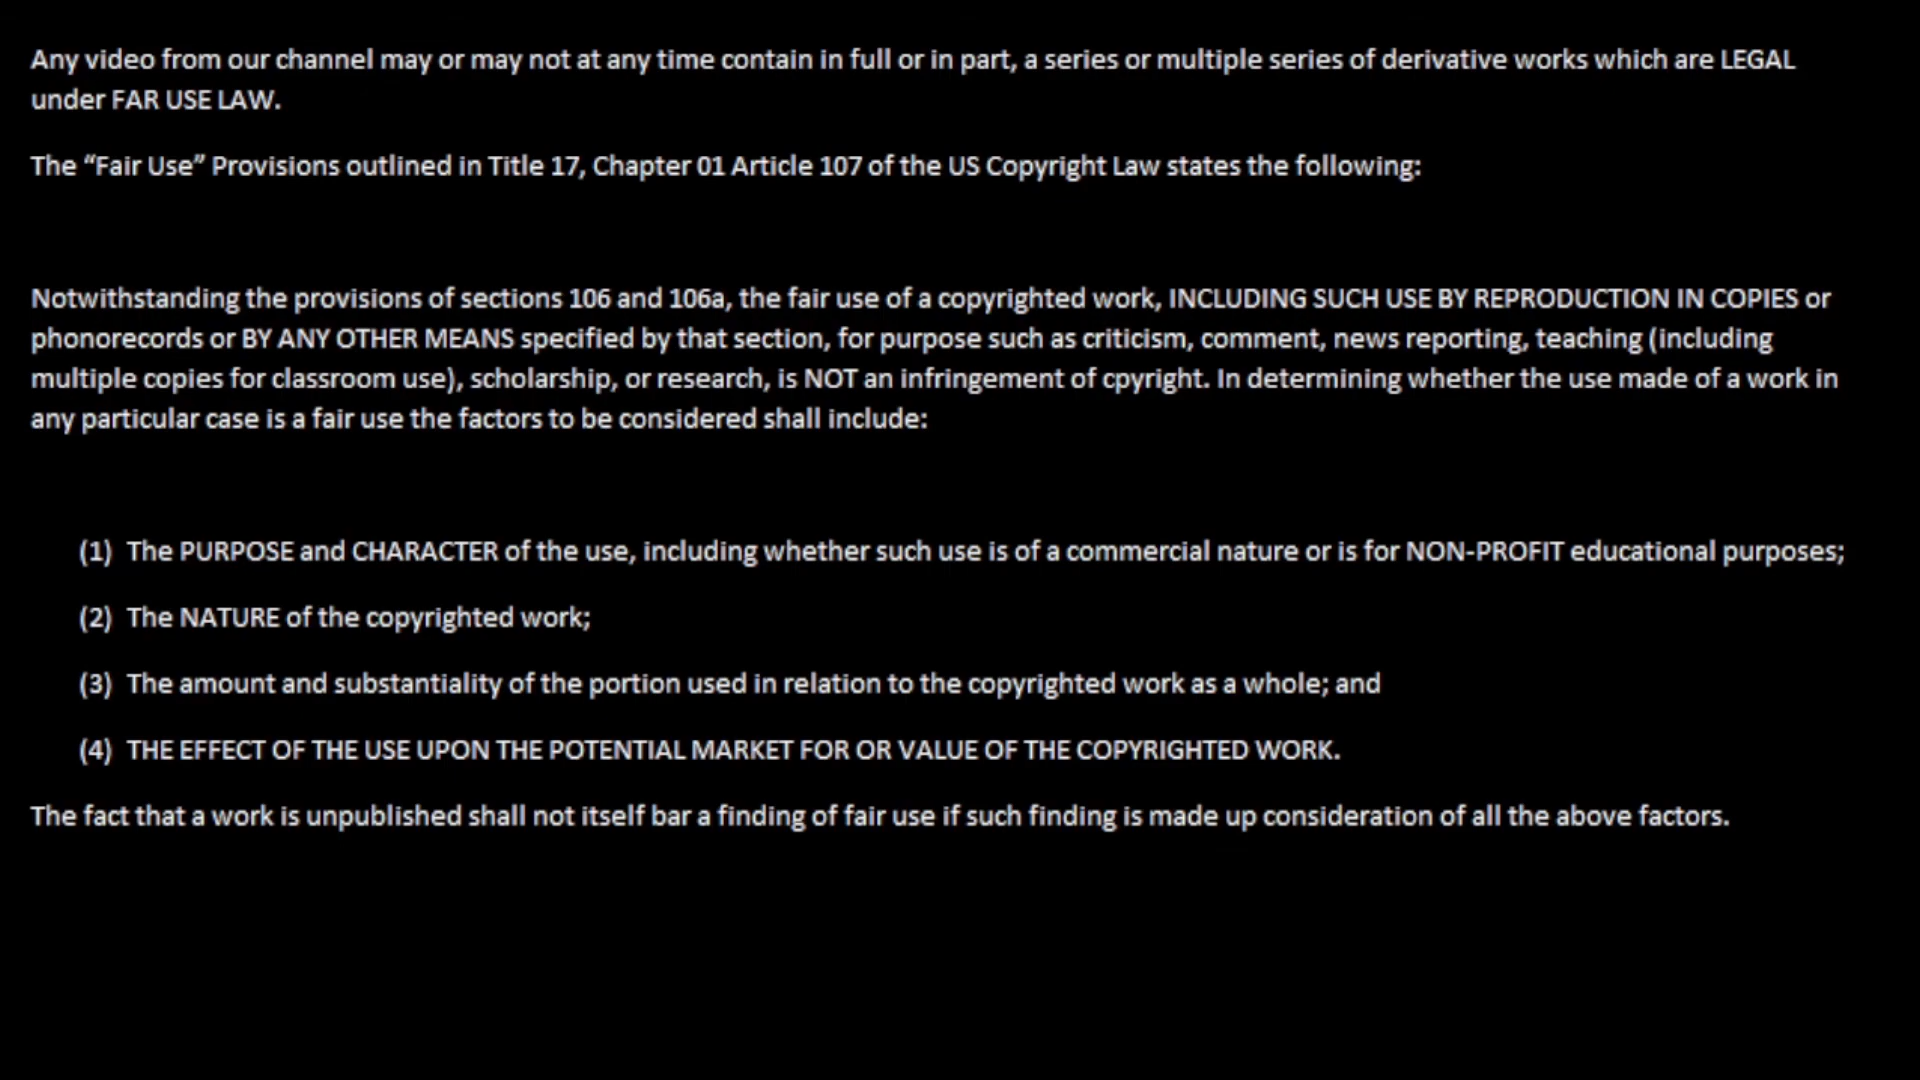 Any video from our channel may or may not at any time contain in full or in part, a series or multiple series of derivative works which are LEGAL
under FAR USE LAW.
The “Fair Use” Provisions outlined in Title 17, Chapter 01 Article 107 of the US Copyright Law states the following:
Notwithstanding the provisions of sections 106 and 106a, the fair use of a copyrighted work, INCLUDING SUCH USE BY REPRODUCTION IN COPIES or
phonorecords or BY ANY OTHER MEANS specified by that section, for purpose such as criticism, comment, news reporting, teaching (including
multiple copies for classroom use), scholarship, or research, is NOT an infringement of cpyright. In determining whether the use made of a work in
any particular case is a fair use the factors to be considered shall include:
(1) The PURPOSE and CHARACTER of the use, including whether such use is of a commercial nature or is for NON-PROFIT educational purposes;
(2) The NATURE of the copyrighted work;
(3) The amount and substantiality of the portion used in relation to the copyrighted work as a whole; and
(4) THE EFFECT OF THE USE UPON THE POTENTIAL MARKET FOR OR VALUE OF THE COPYRIGHTED WORK.
The fact that a work is unpublished shall not itself bar a finding of fair use if such finding is made up consideration of all the above factors.